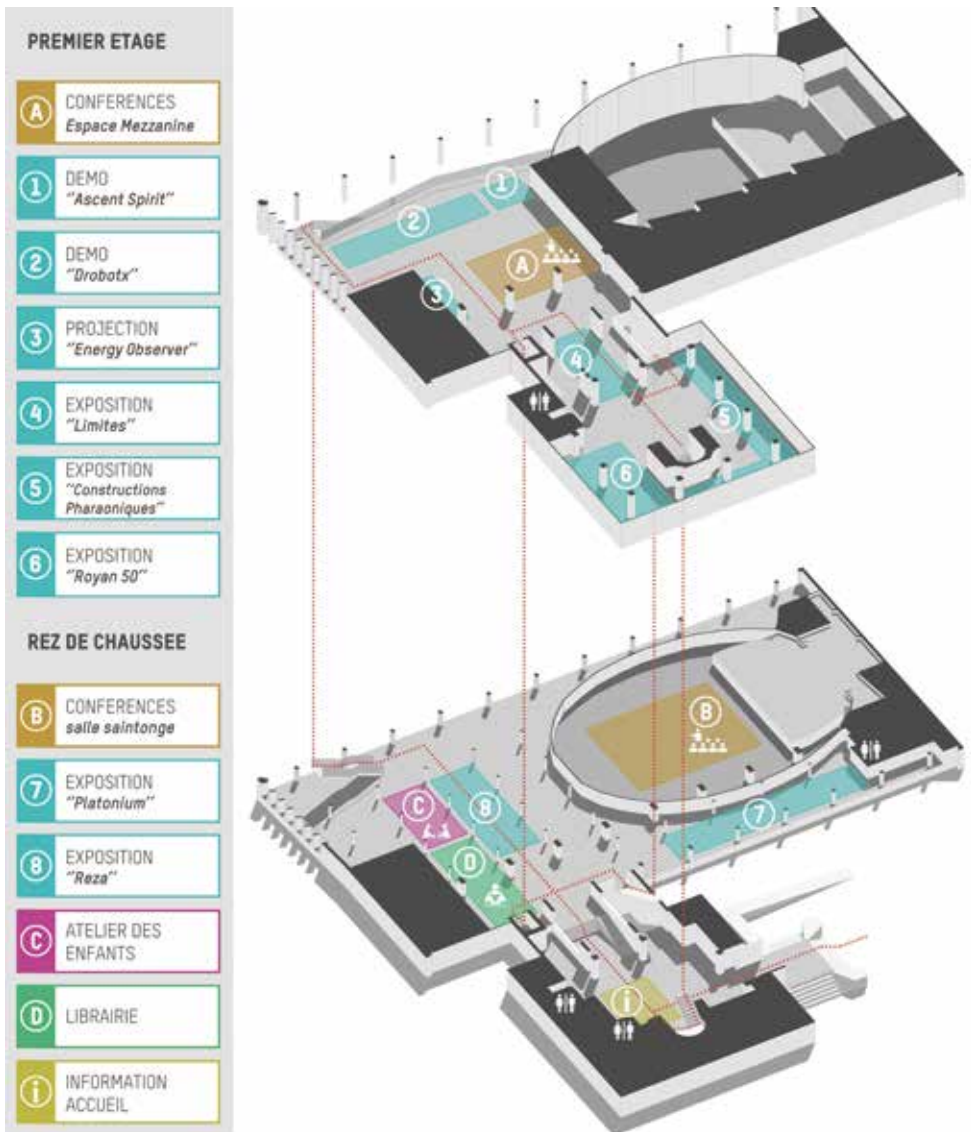 PREMIER ETAGE
A
CONFERENCES
Espace Mezzanine
1
DEMO
"Ascent Spirit"
2
DEMO
"Drobotx"
3
PROJECTION
"Energy Observer"
4
EXPOSITION
"Limites"
5
EXPOSITION
"Constructions
Pharaoniques"
6
EXPOSITION
"Royan 50"
REZ DE CHAUSSEE
B
CONFERENCES
salle saintonge
7
EXPOSITION
"Platonium"
8
EXPOSITION
"Reza"
C
ATELIER DES
ENFANTS
D
LIBRAIRIE
i
INFORMATION
ACCUEIL
1
2
A
3
4
5
6
B
7
C
8
D
i